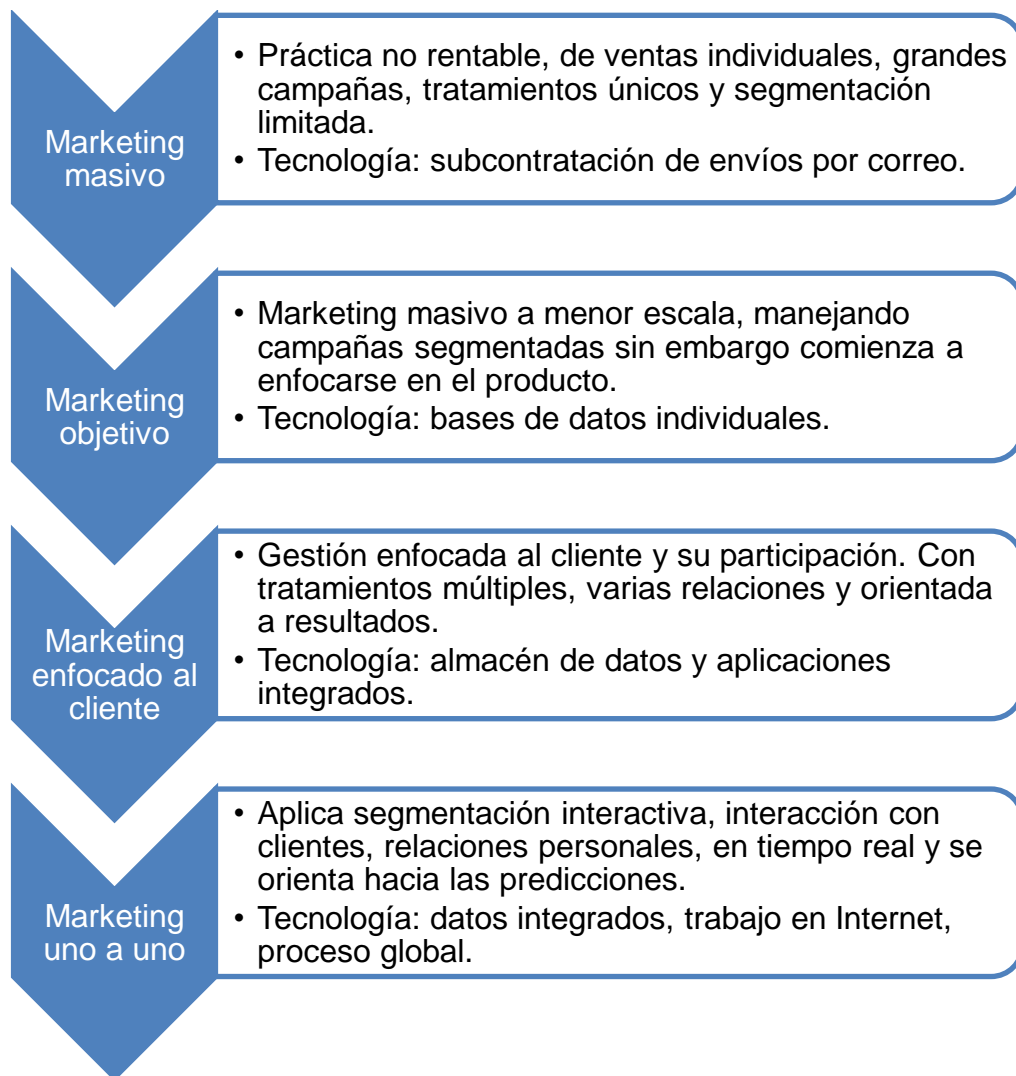 Marketing
masivo
• Práctica no rentable, de ventas individuales, grandes
campañas, tratamientos únicos y segmentación
limitada.
• Tecnología: subcontratación de envíos por correo.
Marketing
objetivo
• Marketing masivo a menor escala, manejando
campañas segmentadas sin embargo comienza a
enfocarse en el producto.
• Tecnología: bases de datos individuales.
Marketing
enfocado al
cliente
• Gestión enfocada al cliente y su participación. Con
tratamientos múltiples, varias relaciones y orientada
a resultados.
• Tecnología: almacén de datos y aplicaciones
integrados.
Marketing
uno a uno
• Aplica segmentación interactiva, interacción con
clientes, relaciones personales, en tiempo real y se
orienta hacia las predicciones.
• Tecnología: datos integrados, trabajo en Internet,
proceso global.